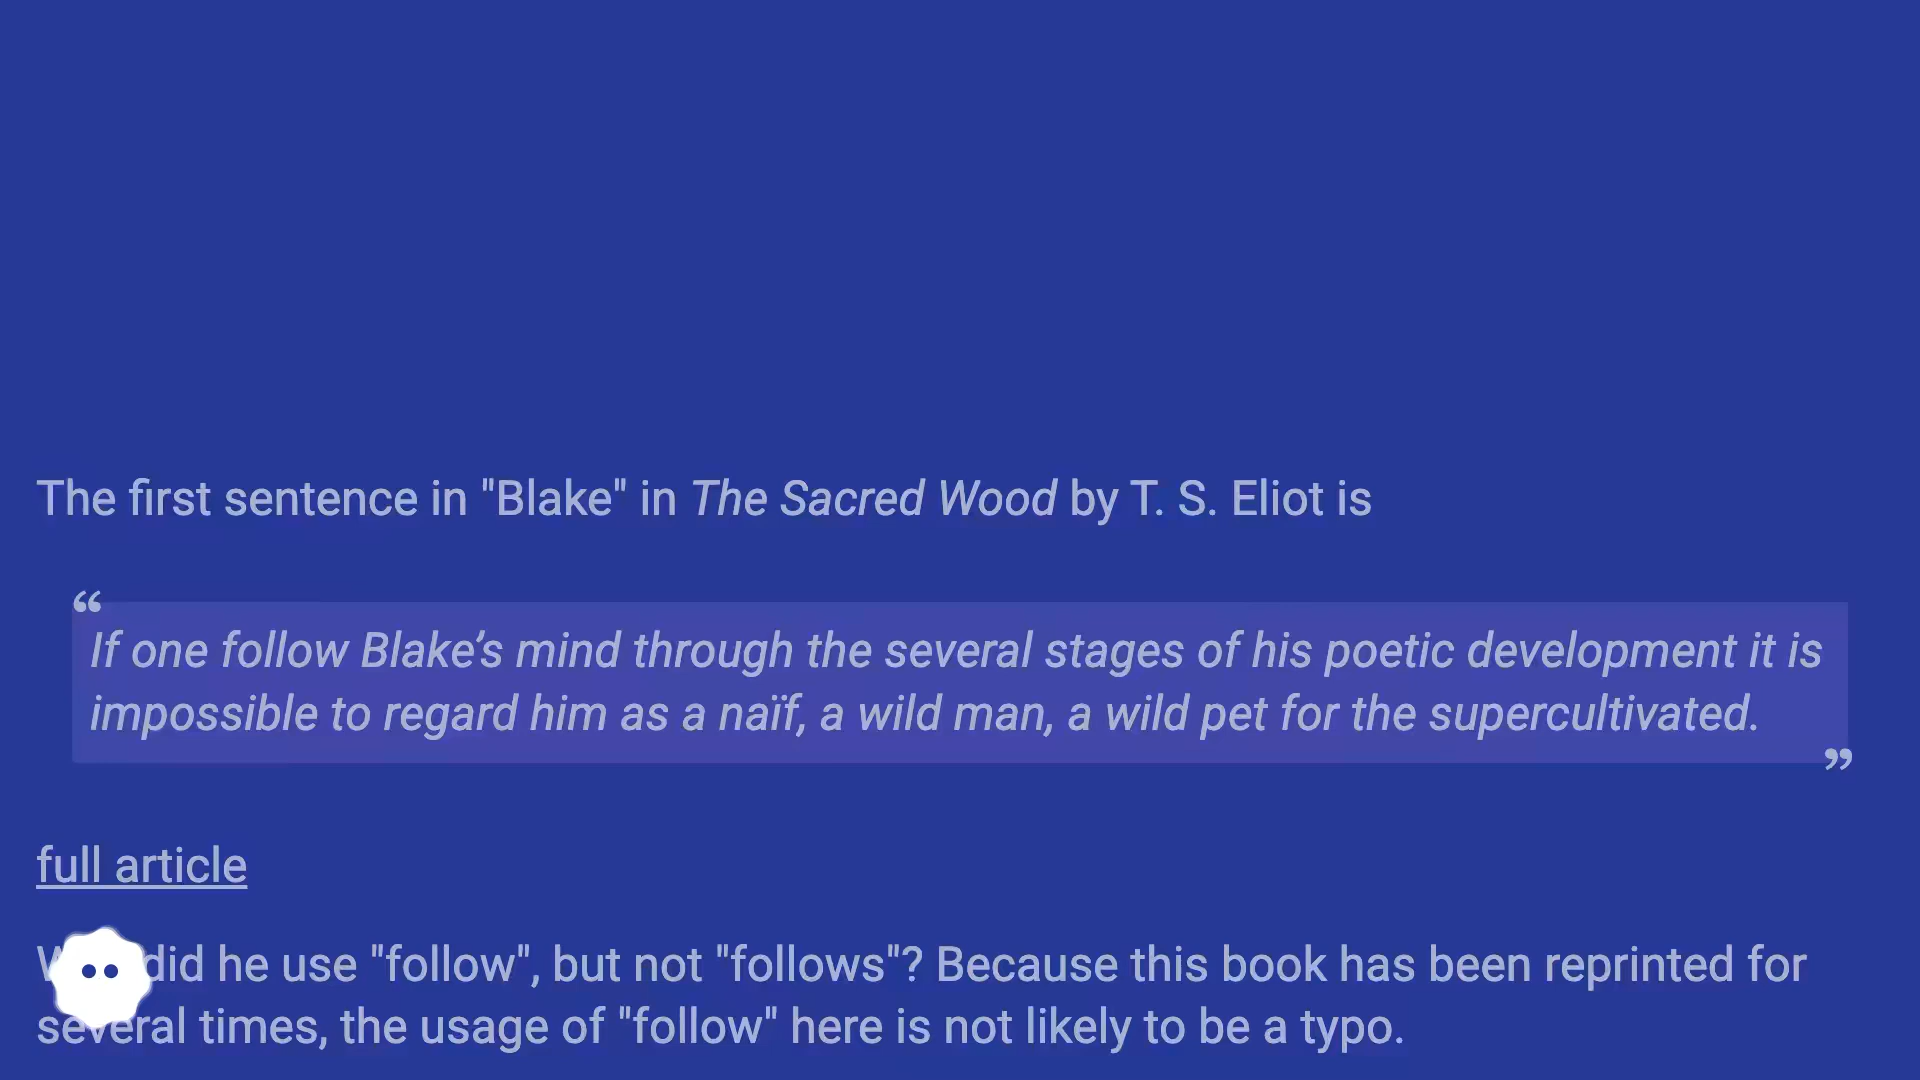 The first sentence in "Blake" in The Sacred Wood by T. S. Eliot is
“
If one follow Blake’s mind through the several stages of his poetic development it is
impossible to regard him as a naïf, a wild man, a wild pet for the supercultivated.
”
full article
did he use "follow", but not "follows"? Because this book has been reprinted for
several times, the usage of "follow" here is not likely to be a typo.